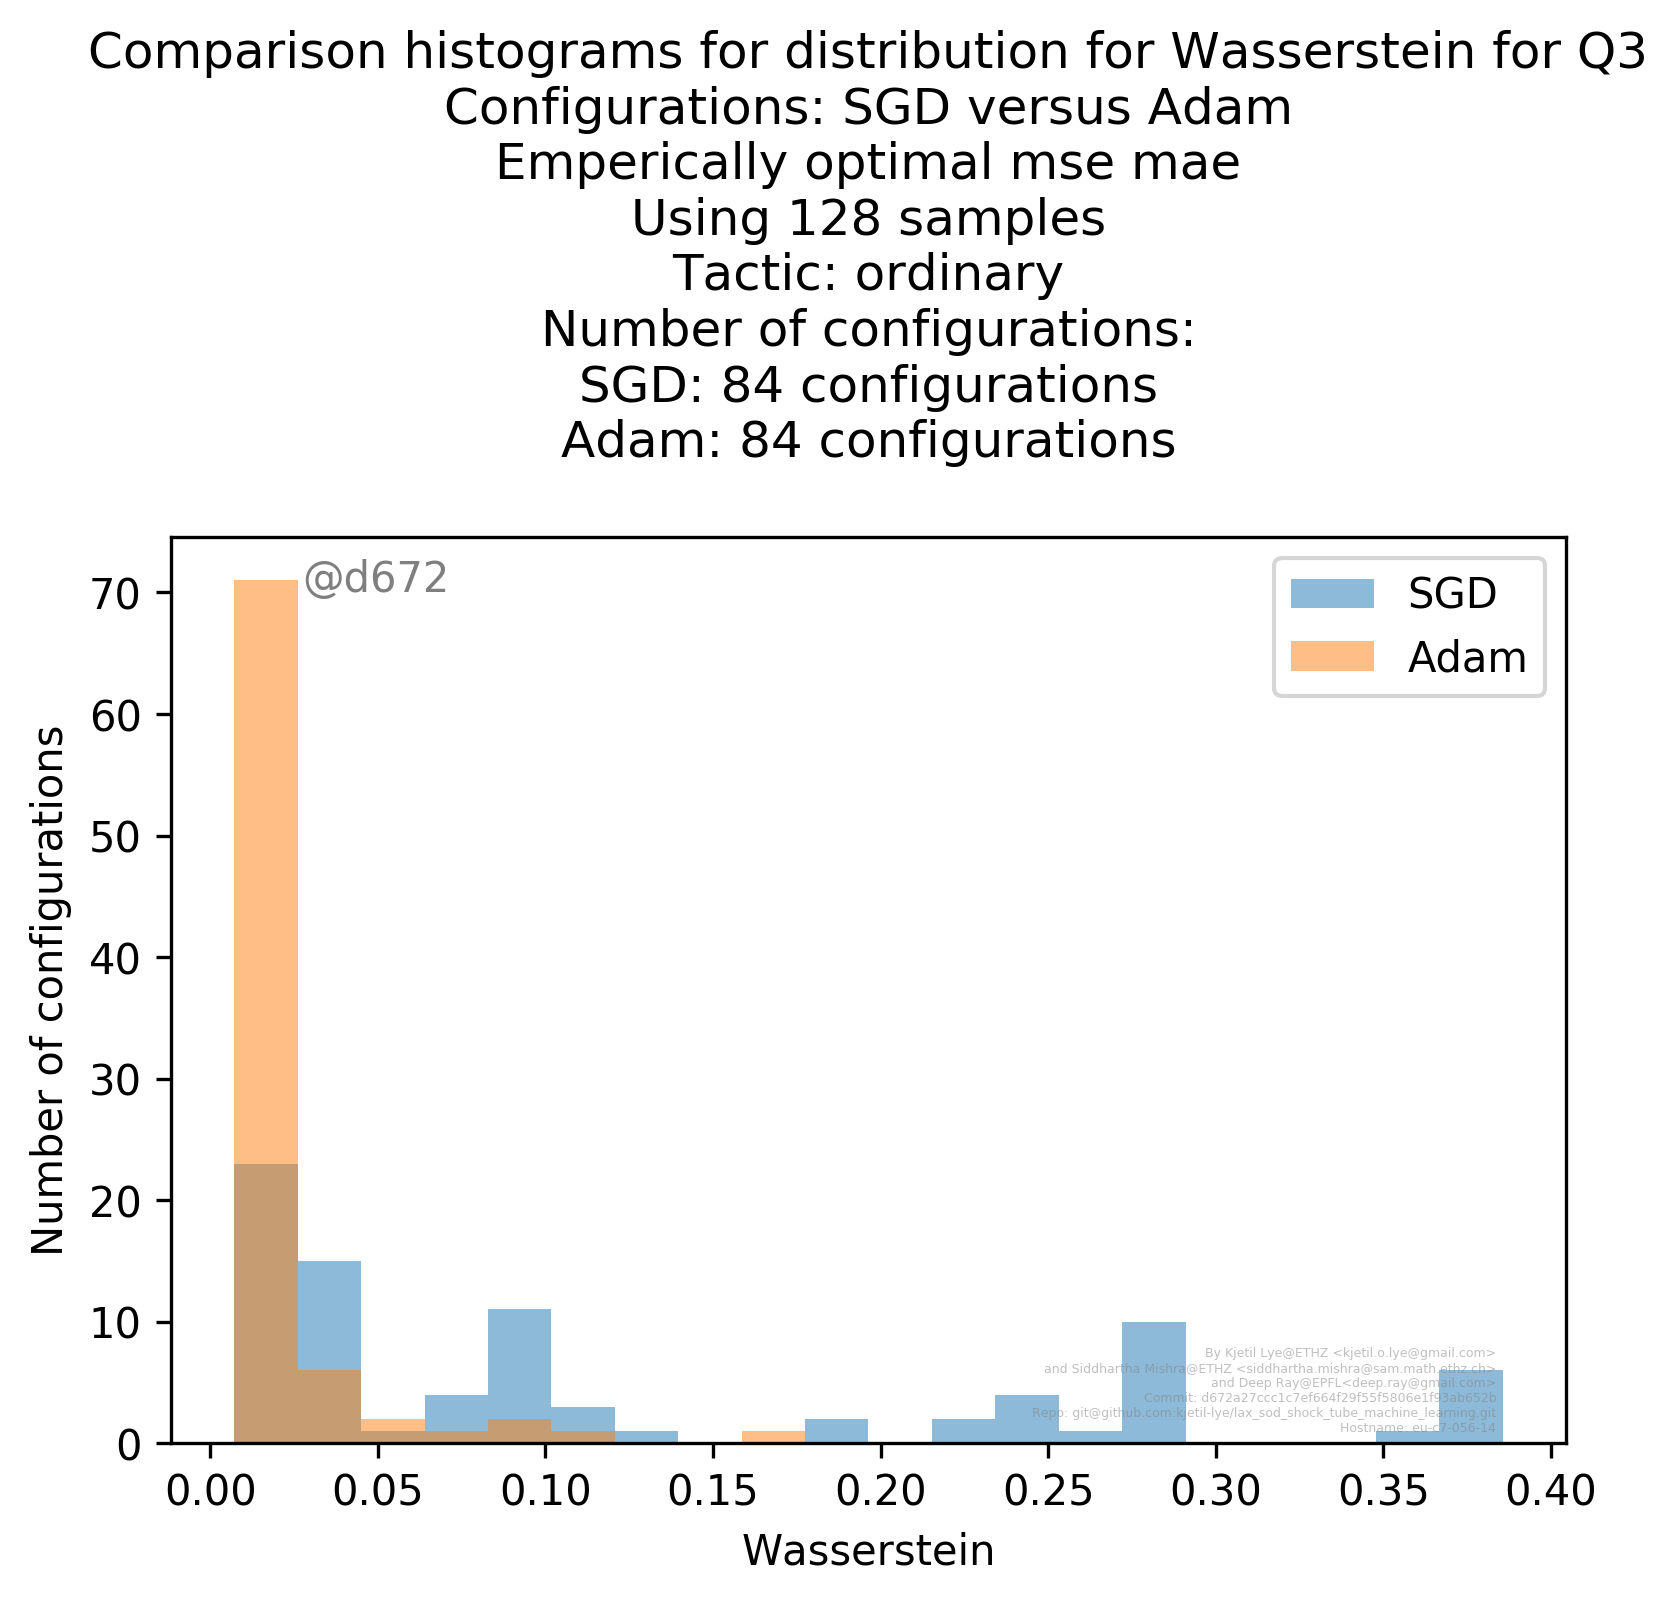 Comparison histograms for distribution for Wasserstein for Q3
Configurations: SGD versus Adam
Emperically optimal mse mae
Using 128 samples
Tactic: ordinary
Number of configurations:
SGD: 84 configurations
Adam: 84 configurations
@d672
SGD
Adam
70
60
50
40
30
20
10
0
Number of configurations
By Kjetil Lye@ETHZ <kjetil.o.lye@gmail.com>
and Siddhartha Mishra@ETHZ <siddhartha.mishra@sam.math.ethz.ch>
and Deep Ray@EPFL<deep.ray@gmail.com>
Commit: d672a27ccc1c7ef664f29f55f5806e1f93ab652b
Repo: git@github.com:kjetil-lye/lax_sod_shock_tube_machine_learning.git
Hostname: eu-c7-056-14
0.00 0.05 0.10 0.15 0.20 0.25 0.30 0.35 0.40
Wasserstein